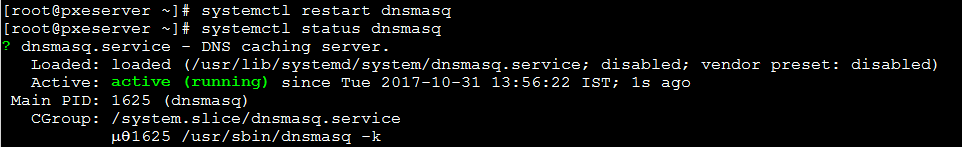 [root@pxeserver ~]# systemctl restart dnsmasq
[root@pxeserver ~]# systemctl status dnsmasq
? dnsmasq.service - DNS caching server.
Loaded: loaded (/usr/lib/systemd/system/dnsmasq.service; disabled; vendor preset: disabled)
Active: active (running) since Tue 2017-10-31 13:56:22 IST; 1s ago
Main PID: 1625 (dnsmasq)
CGroup: /system.slice/dnsmasq.service
μθ1625 /usr/sbin/dnsmasq -k